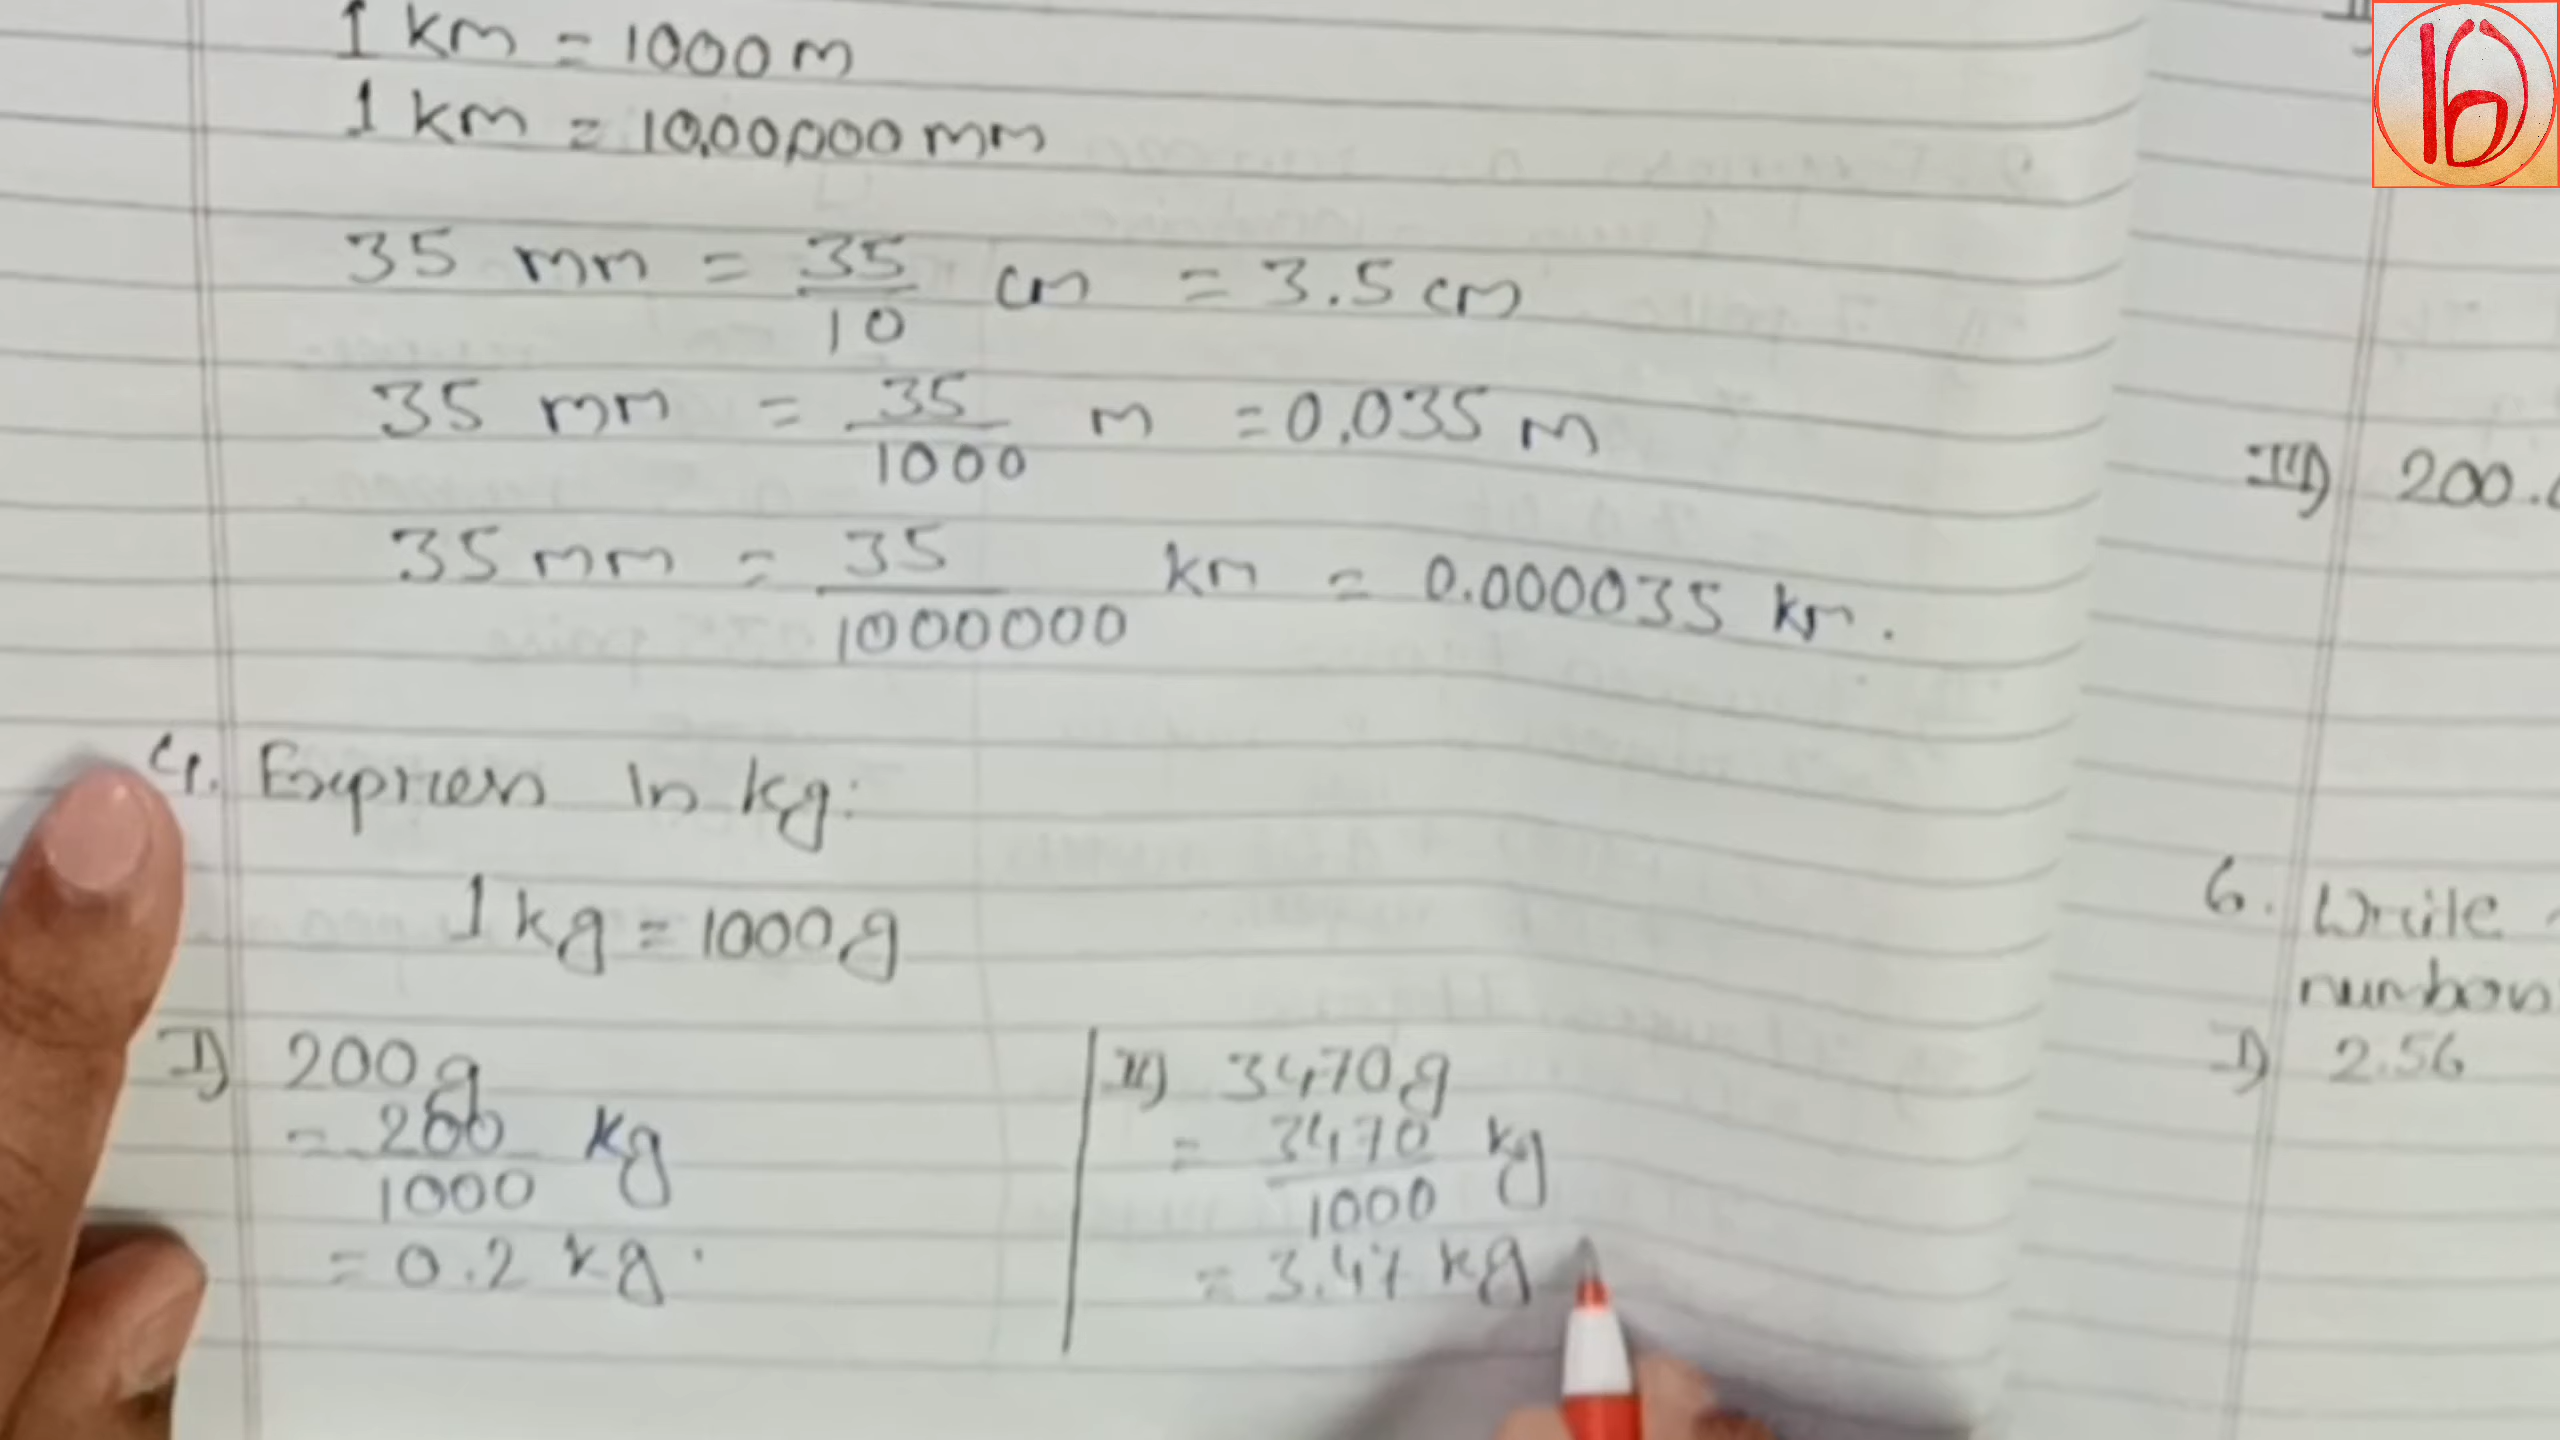 1 km = 1000 m
1 km = 10,00,000 mm
35 mm = 35/10 cm = 3.5 cm
35 mm = 35/1000 m = 0.035 m
35 mm = 35/1000000 km = 0.000035 km.
4. Express in kg:
1 kg = 1000 g
I) 200g
= 200/1000 kg
= 0.2 kg.
II) 3470g
= 3470/1000 kg
= 3.47 kg
III) 200.
6. Write
numbers
I) 2.56